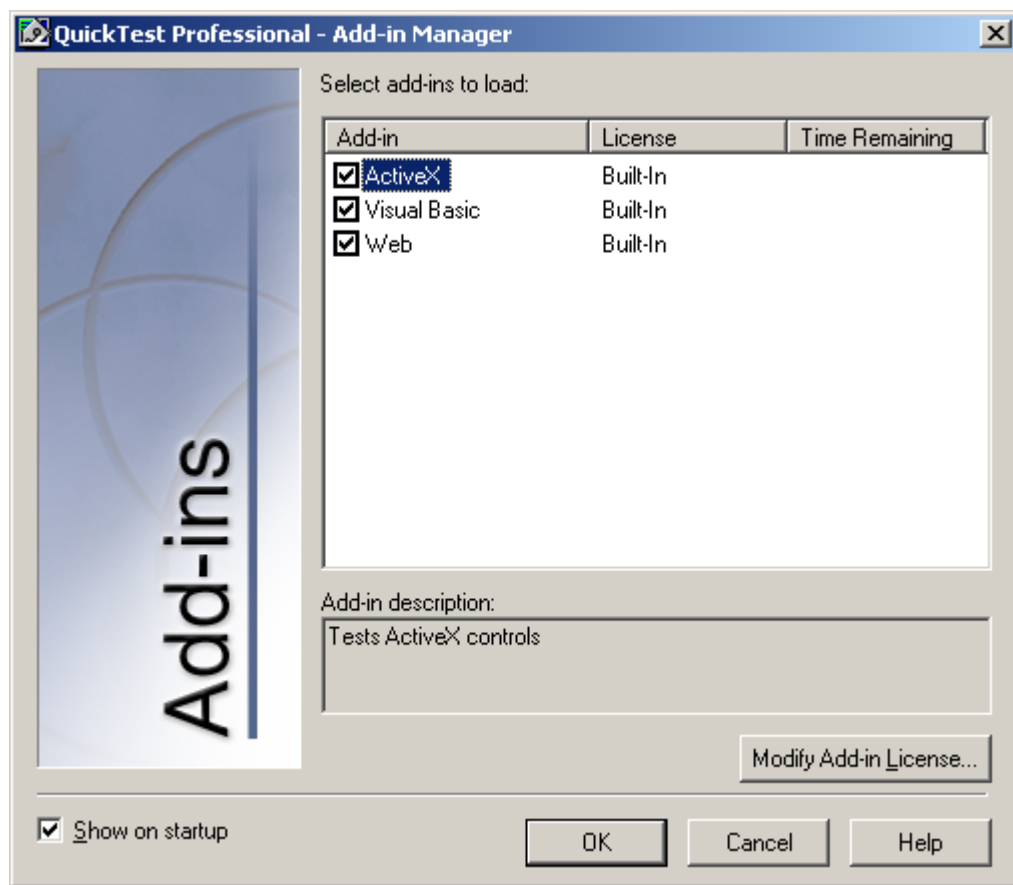 QuickTest Professional - Add-in Manager
Select add-ins to load:
Add-in License Time Remaining
ActiveX Built-In
Visual Basic Built-In
Web Built-In
Add-ins
Add-in description:
Tests ActiveX controls
Modify Add-in License...
Show on startup
OK Cancel Help